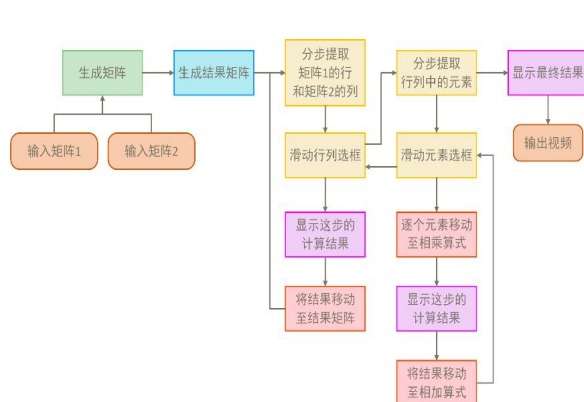 生成矩阵
生成结果矩阵
分步提取
矩阵1的行
和矩阵2的列
分步提取
行列中的元素
显示最终结果
输入矩阵1
输入矩阵2
滑动行列选框
滑动元素选框
输出视频
显示这步的
计算结果
逐个元素移动
至相乘算式
将结果移动
至结果矩阵
显示这步的
计算结果
将结果移动
至相加算式